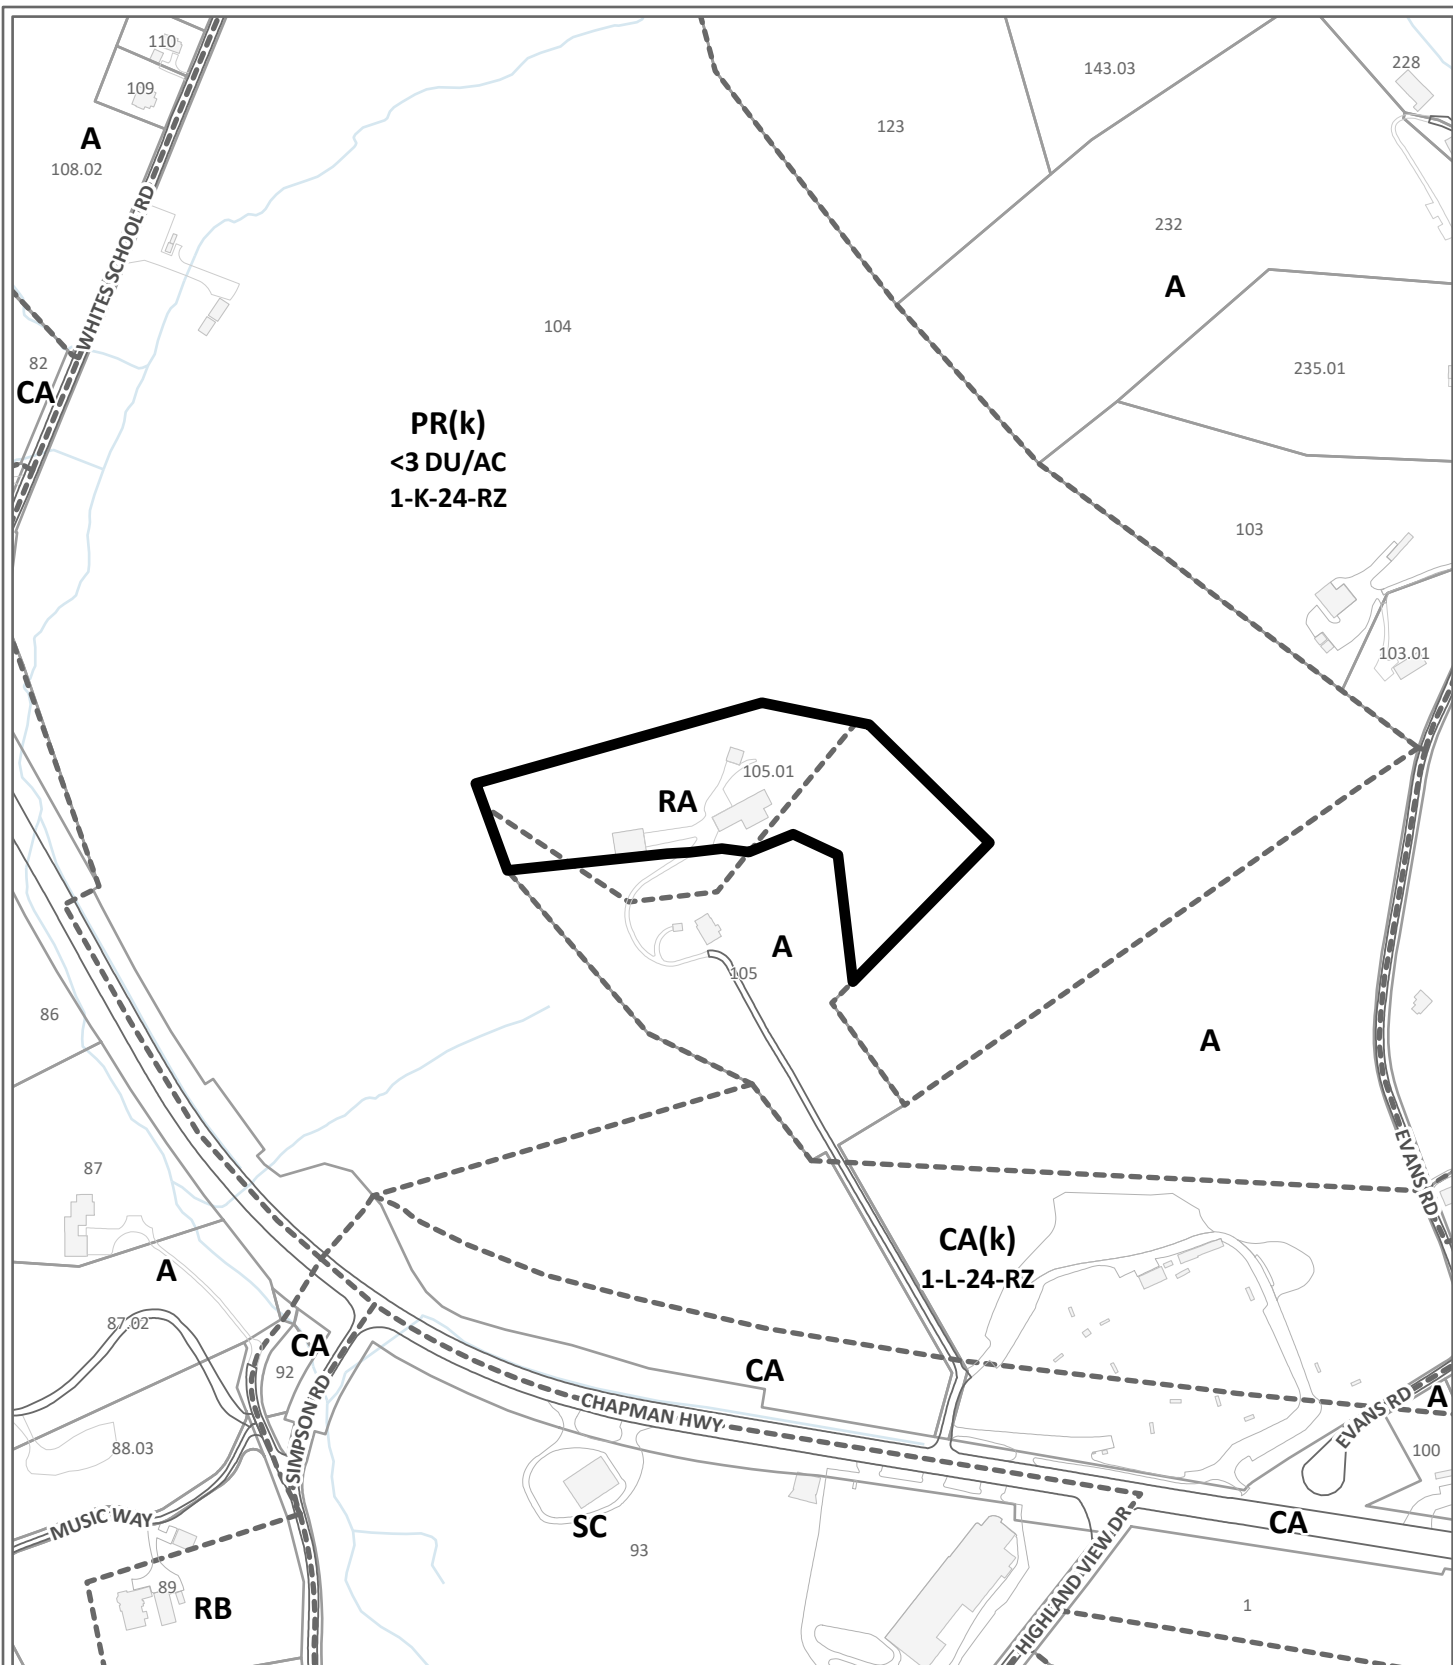 110
109
A
108.02
WHITES SCHOOL RD
82
CA
143.03
228
123
232
A
104
235.01
PR(k)
<3 DU/AC
1-K-24-RZ
103
103.01
105.01
RA
A
105
86
A
EVANS RD
87
CA(k)
1-L-24-RZ
A
87.02
CA
92
CA
SIMPSON RD
CHAPMAN HWY
EVANS RD
A
88.03
100
MUSIC WAY
SC
93
CA
HIGHLAND VIEW DR
89
RB
1